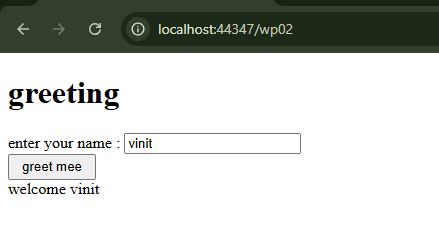 localhost:44347/wp02
greeting
enter your name : vinit
greet mee
welcome vinit